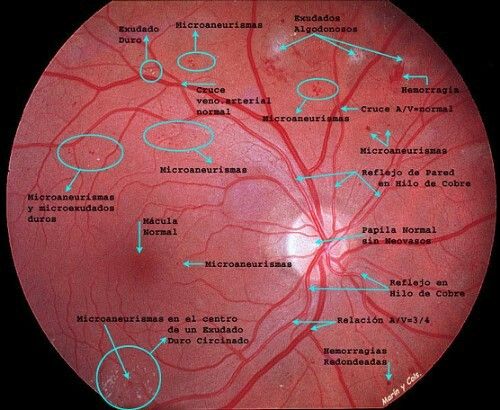 Exudado
Duro
Microaneurismas
Exudados
Algodonosos
Hemorragia
Cruce
veno.arterial
normal
Microaneurismas
Cruce A/V=normal
Microaneurismas
Microaneurismas
Reflejo de Pared
en Hilo de Cobre
Microaneurismas
y microexudados
duros
Mácula
Normal
Papila Normal
sin Neovasos
Microaneurismas
Reflejo en
Hilo de Cobre
Microaneurismas en el centro
de un Exudado
Duro Circinado
Relación A/V=3/4
Hemorragias
Redondeadas
Marín y Cols.